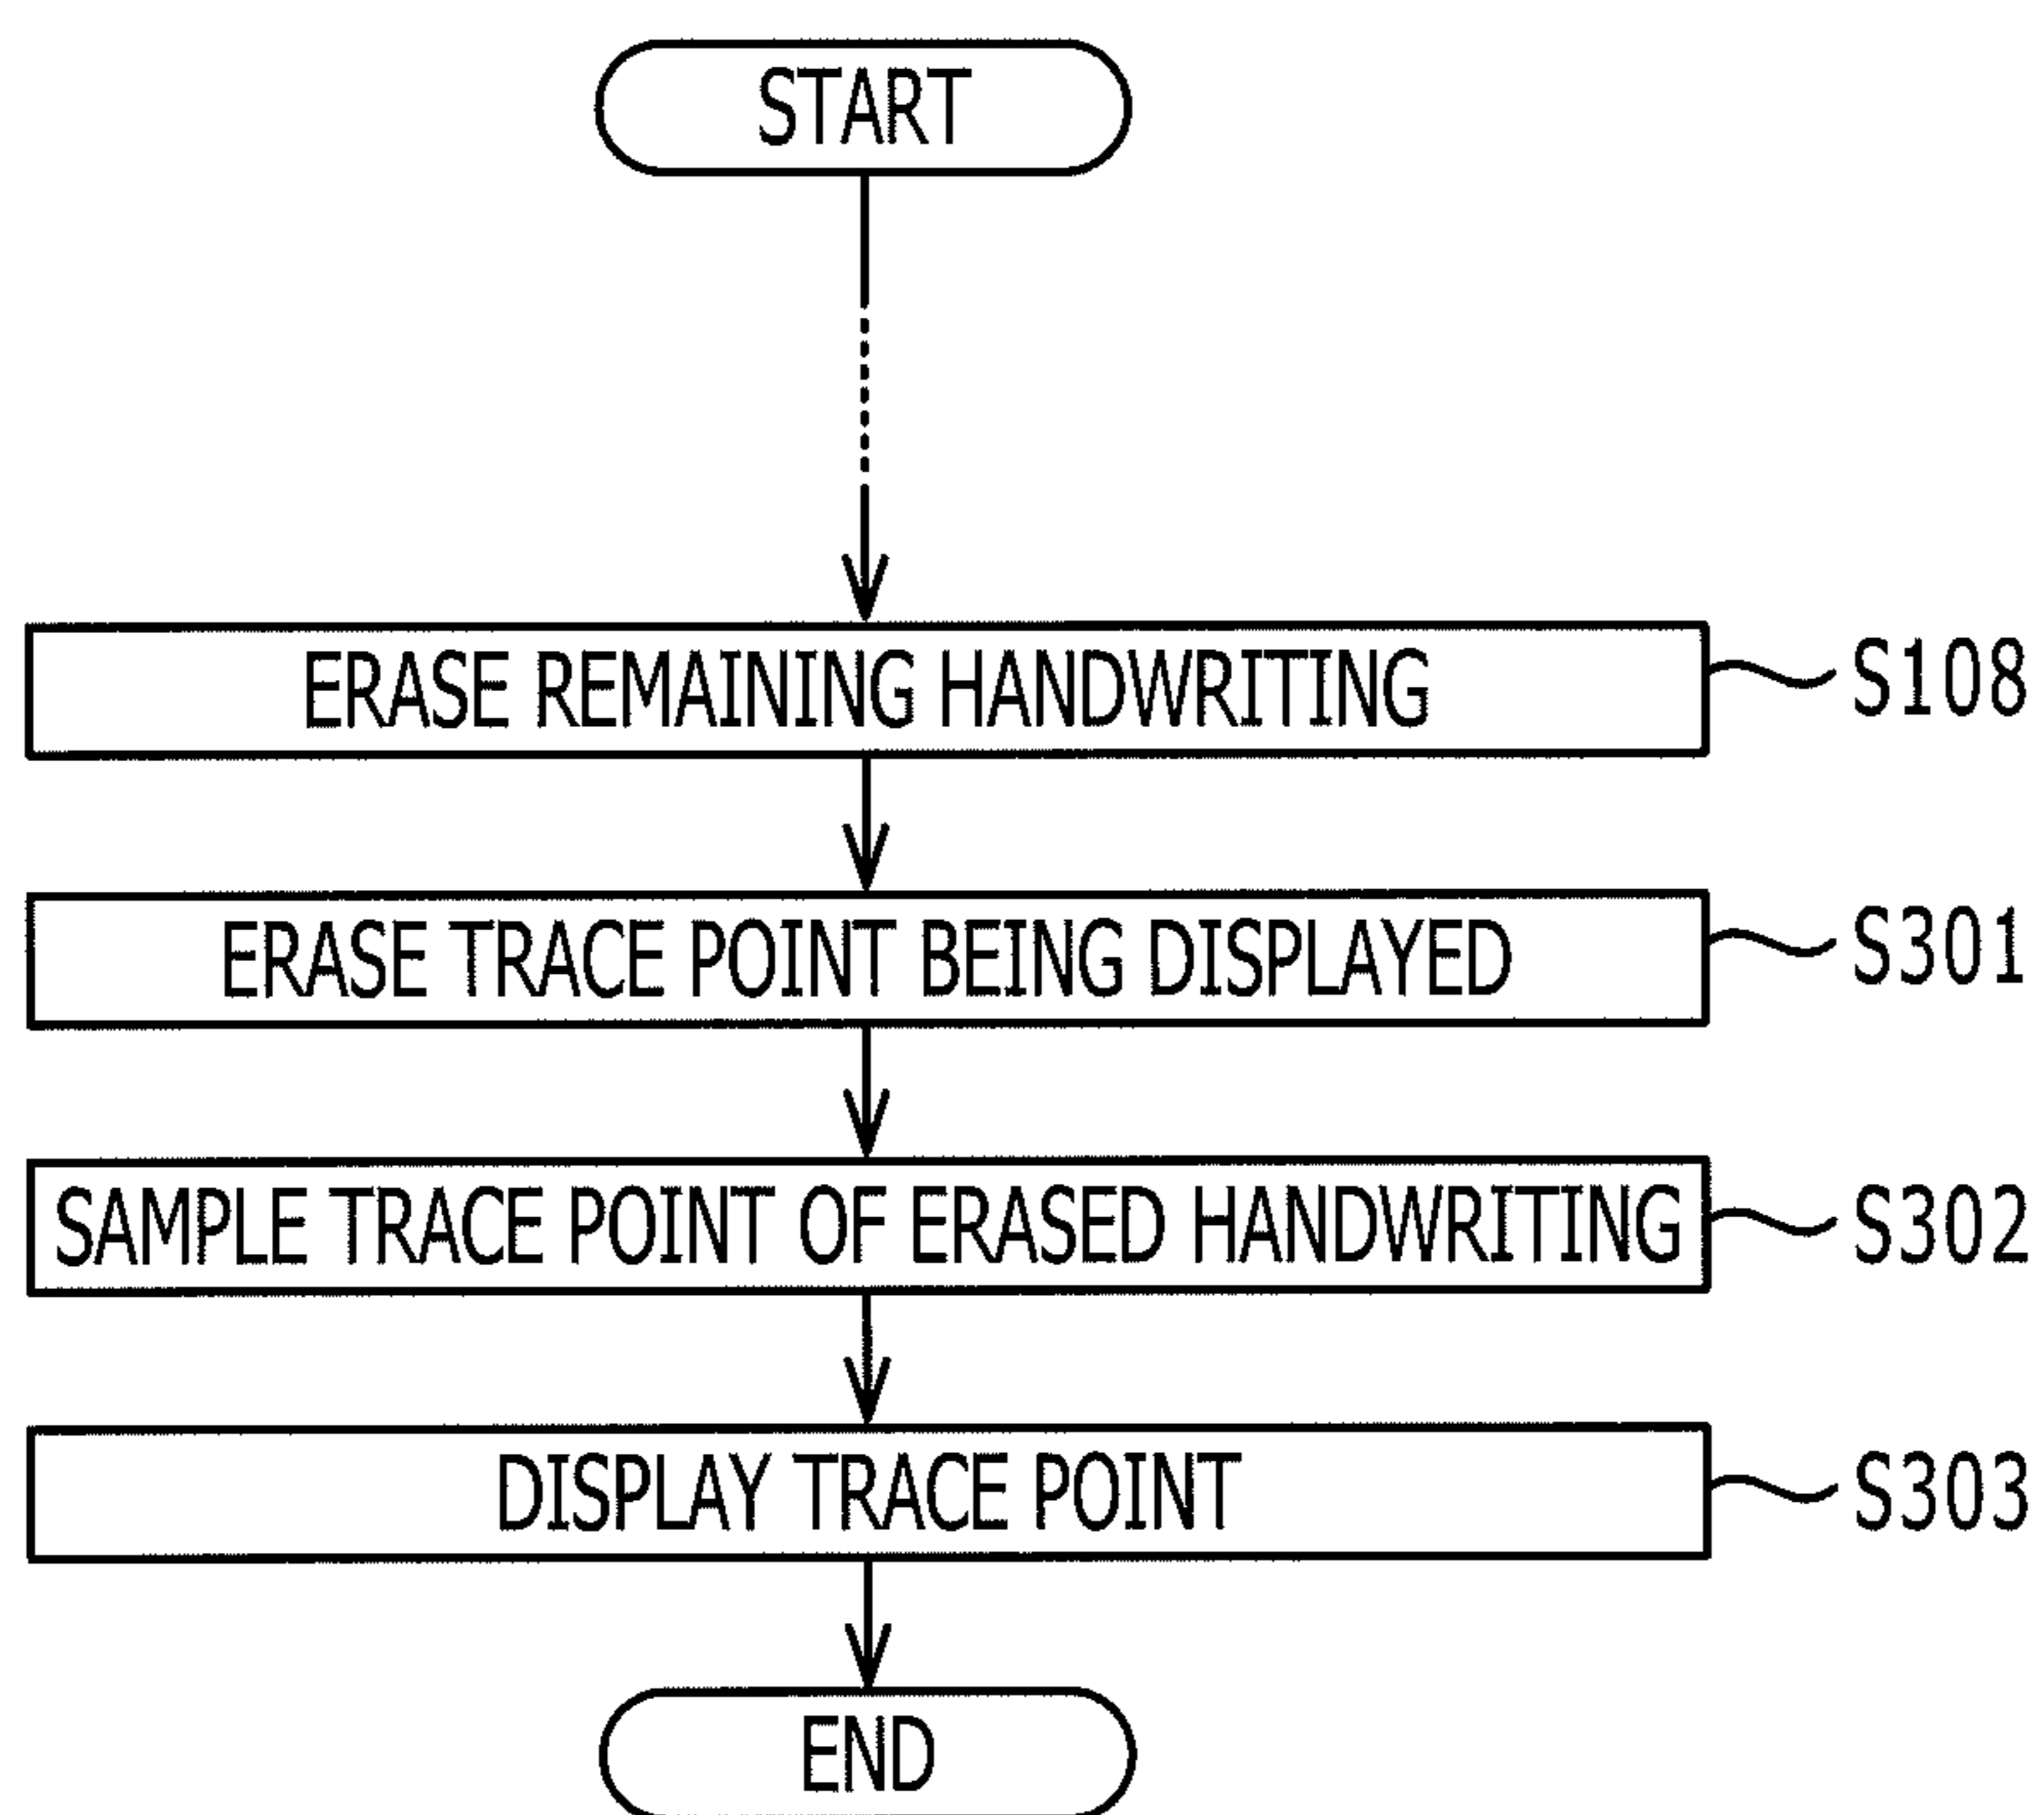 START
ERASE REMAINING HANDWRITING
S108
ERASE TRACE POINT BEING DISPLAYED
S301
SAMPLE TRACE POINT OF ERASED HANDWRITING
S302
DISPLAY TRACE POINT
S303
END